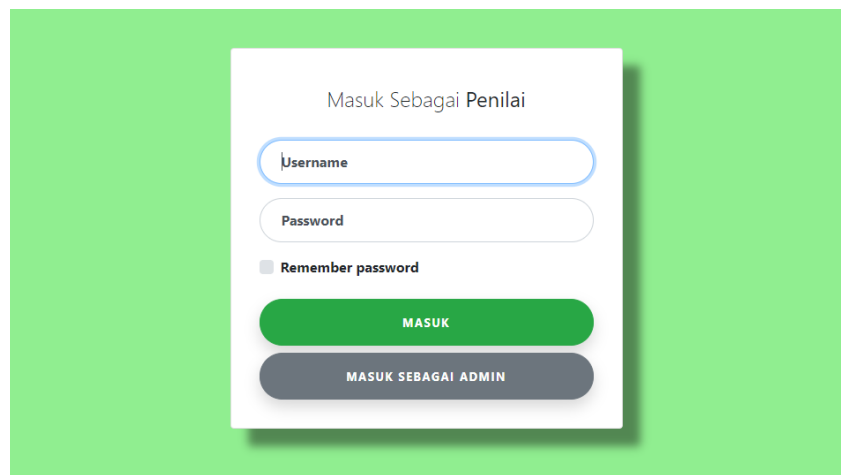 Masuk Sebagai Penilai
Username
Password
Remember password
MASUK
MASUK SEBAGAI ADMIN